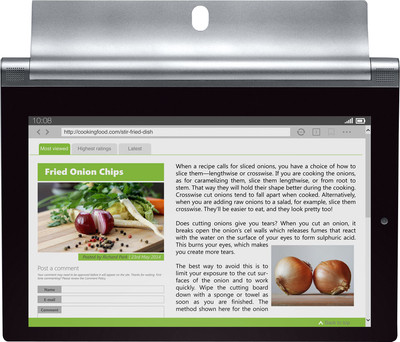 10:08
http://cookingfood.com/stir-fried-dish
Most viewed Highest ratings Latest
Fried Onion Chips
Posted by Richard Paul | 23rd May 2014
Post a comment
Name
E-mail
Comment
When a recipe calls for sliced onions, you have a choice of how to
slice them—lengthwise or crosswise. If you are cooking the onions,
as for caramelizing them, slice them lengthwise, or from root to
stem. That way they will hold their shape better during the cooking.
Crosswise cut onions tend to fall apart when cooked. Alternatively,
when you are adding raw onions to a salad, for example, slice them
crosswise. They'll be easier to eat, and they look pretty too!
Does cutting onions give you tears? When you cut an onion, it
breaks open the onion's cel walls which releases fumes that react
with the water on the surface of your eyes to form sulphuric acid.
This burns your eyes, which makes
you create more tears.
The best way to avoid this is to
limit your exposure to the cut sur-
faces of the onion and to work
quickly. Wipe the cutting board
down with a sponge or towel as
soon as you are finished. The
method shown here for the onion
Back to top